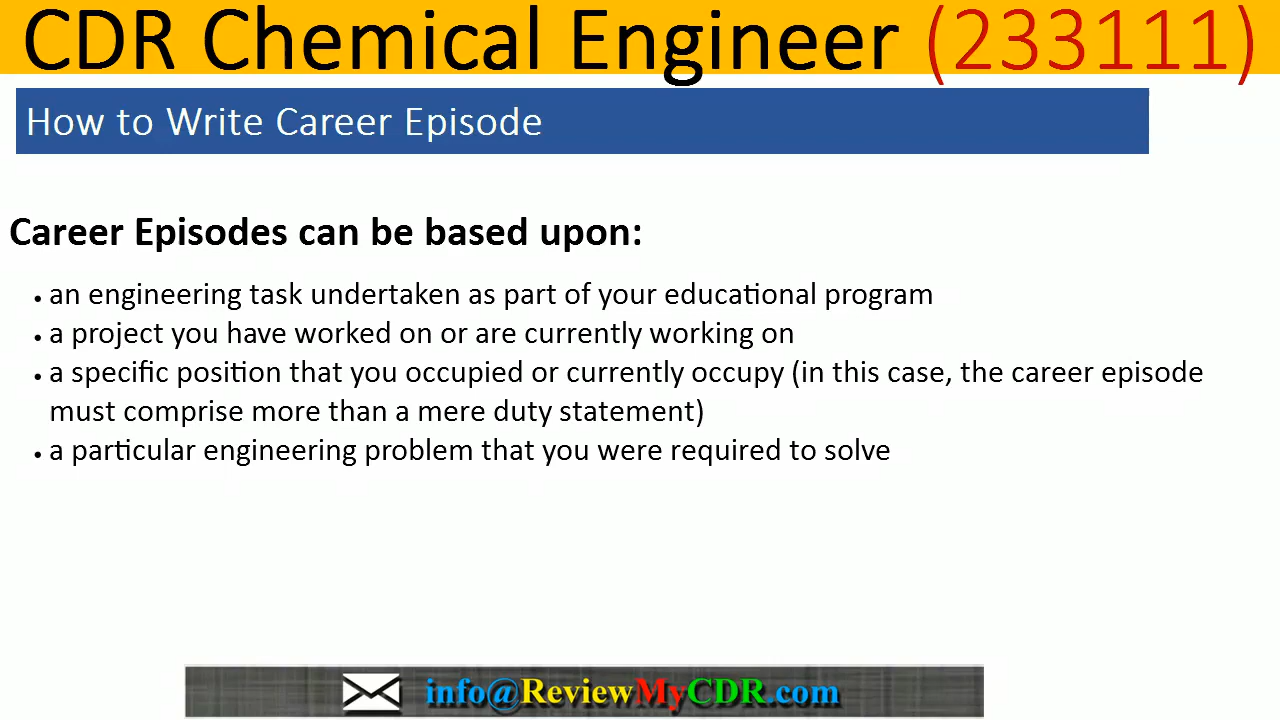 CDR Chemical Engineer (233111)
How to Write Career Episode
Career Episodes can be based upon:
• an engineering task undertaken as part of your educational program
• a project you have worked on or are currently working on
• a specific position that you occupied or currently occupy (in this case, the career episode
must comprise more than a mere duty statement)
• a particular engineering problem that you were required to solve
info@ReviewMyCDR.com